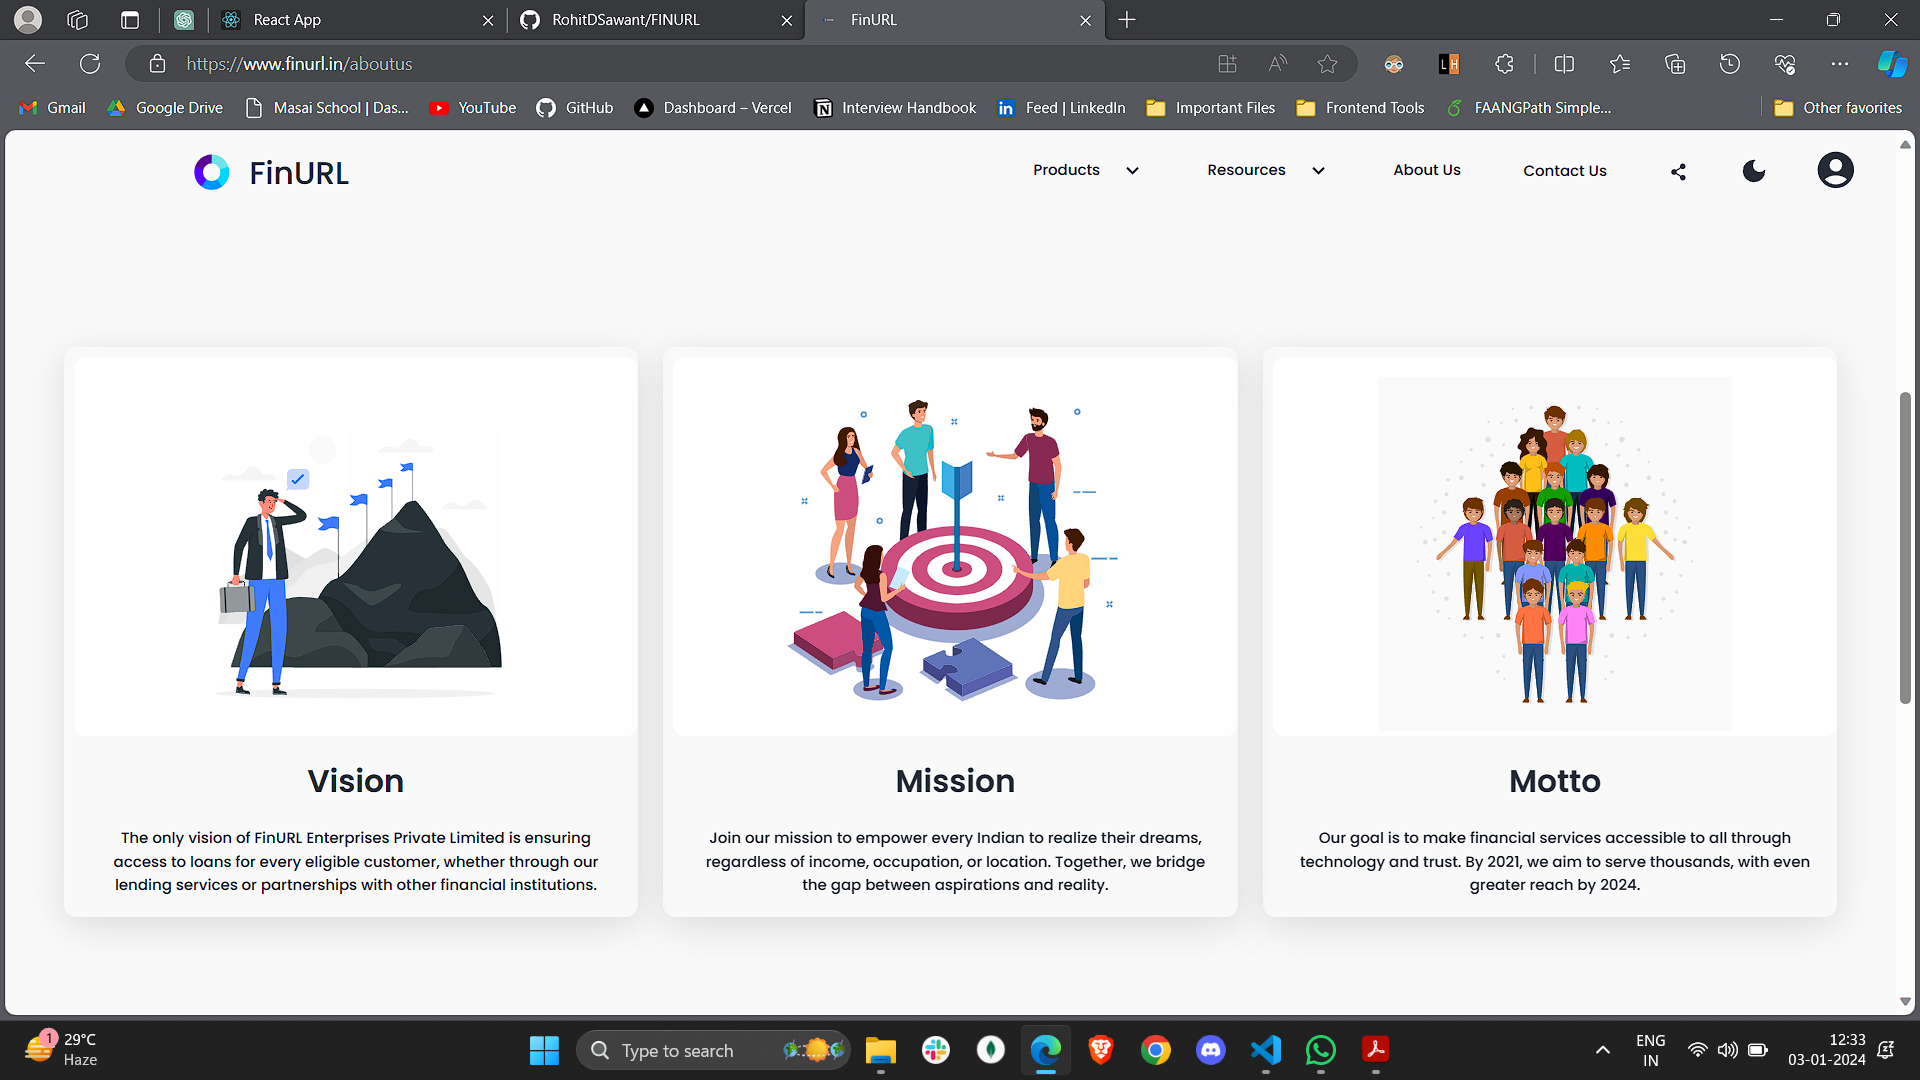 React App
RohitDSawant/FINURL
FinURL
https://www.finurl.in/aboutus
LH
Gmail
Google Drive
Masai School | Das...
YouTube
GitHub
Dashboard – Vercel
Interview Handbook
Feed | LinkedIn
Important Files
Frontend Tools
FAANGPath Simple...
Other favorites
FinURL
Products
Resources
About Us
Contact Us
Vision
The only vision of FinURL Enterprises Private Limited is ensuring
access to loans for every eligible customer, whether through our
lending services or partnerships with other financial institutions.
Mission
Join our mission to empower every Indian to realize their dreams,
regardless of income, occupation, or location. Together, we bridge
the gap between aspirations and reality.
Motto
Our goal is to make financial services accessible to all through
technology and trust. By 2021, we aim to serve thousands, with even
greater reach by 2024.
1
29°C
Haze
Type to search
ENG
IN
12:33
03-01-2024